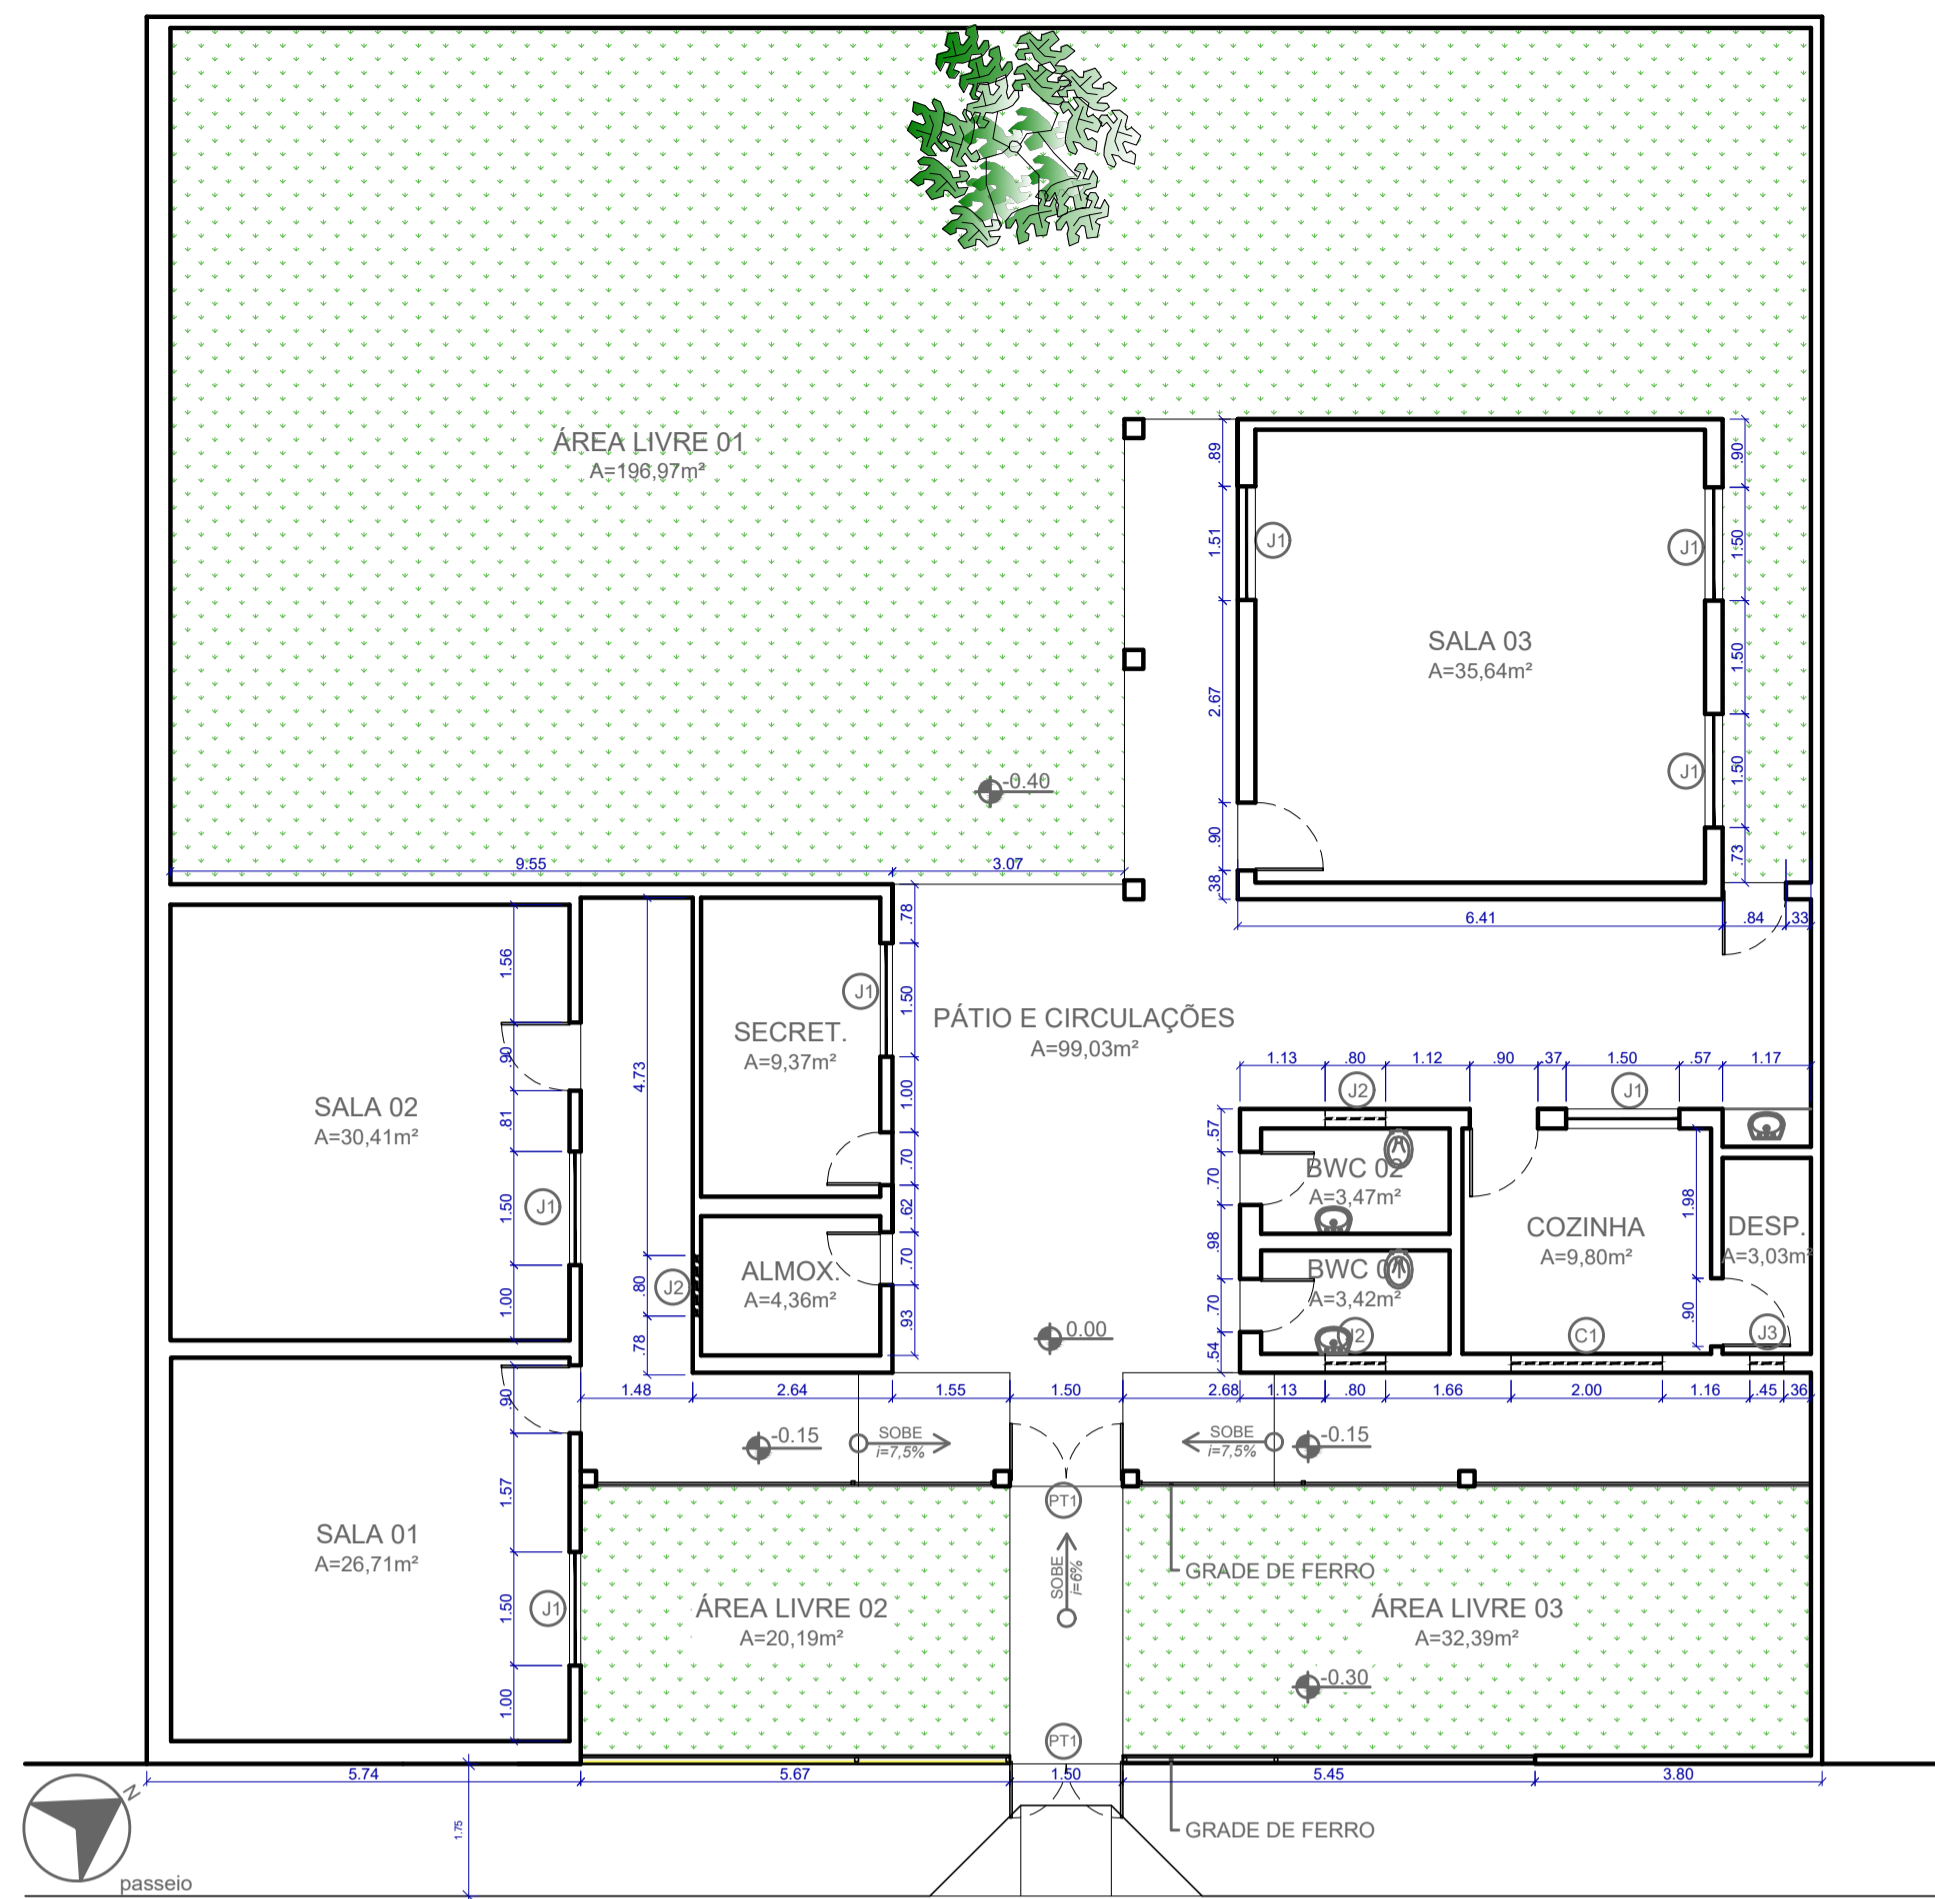 ÁREA LIVRE 01
A=196,97m²
.89
.90
1.51
J1
J1
1.50
SALA 03
A=35,64m²
1.50
2.67
-0.40
J1
1.50
.90
.73
9.55
3.07
.38
.78
6.41
.84
.33
1.56
J1
1.50
SECRET.
A=9,37m²
PÁTIO E CIRCULAÇÕES
A=99,03m²
.90
4.73
1.13
.80
1.12
.90
.37
1.50
.57
1.17
J2
J1
1.00
SALA 02
A=30,41m²
.81
.57
.70
BWC 02
A=3,47m²
.70
1.98
J1
1.50
.62
COZINHA
A=9,80m²
DESP.
A=3,03m²
.98
ALMOX.
A=4,36m²
.70
J2
.80
BWC 01
A=3,42m²
.70
.90
1.00
.93
.78
0.00
J2
C1
J3
.54
1.48
2.64
1.55
1.50
2.68
1.13
.80
1.66
2.00
1.16
.45
.36
.90
-0.15
SOBE
i=7,5%
SOBE
i=7,5%
-0.15
1.57
PT1
SALA 01
A=26,71m²
SOBE
i=6%
GRADE DE FERRO
J1
1.50
ÁREA LIVRE 02
A=20,19m²
ÁREA LIVRE 03
A=32,39m²
-0.30
1.00
PT1
5.74
5.67
1.50
5.45
3.80
N
1.75
GRADE DE FERRO
passeio